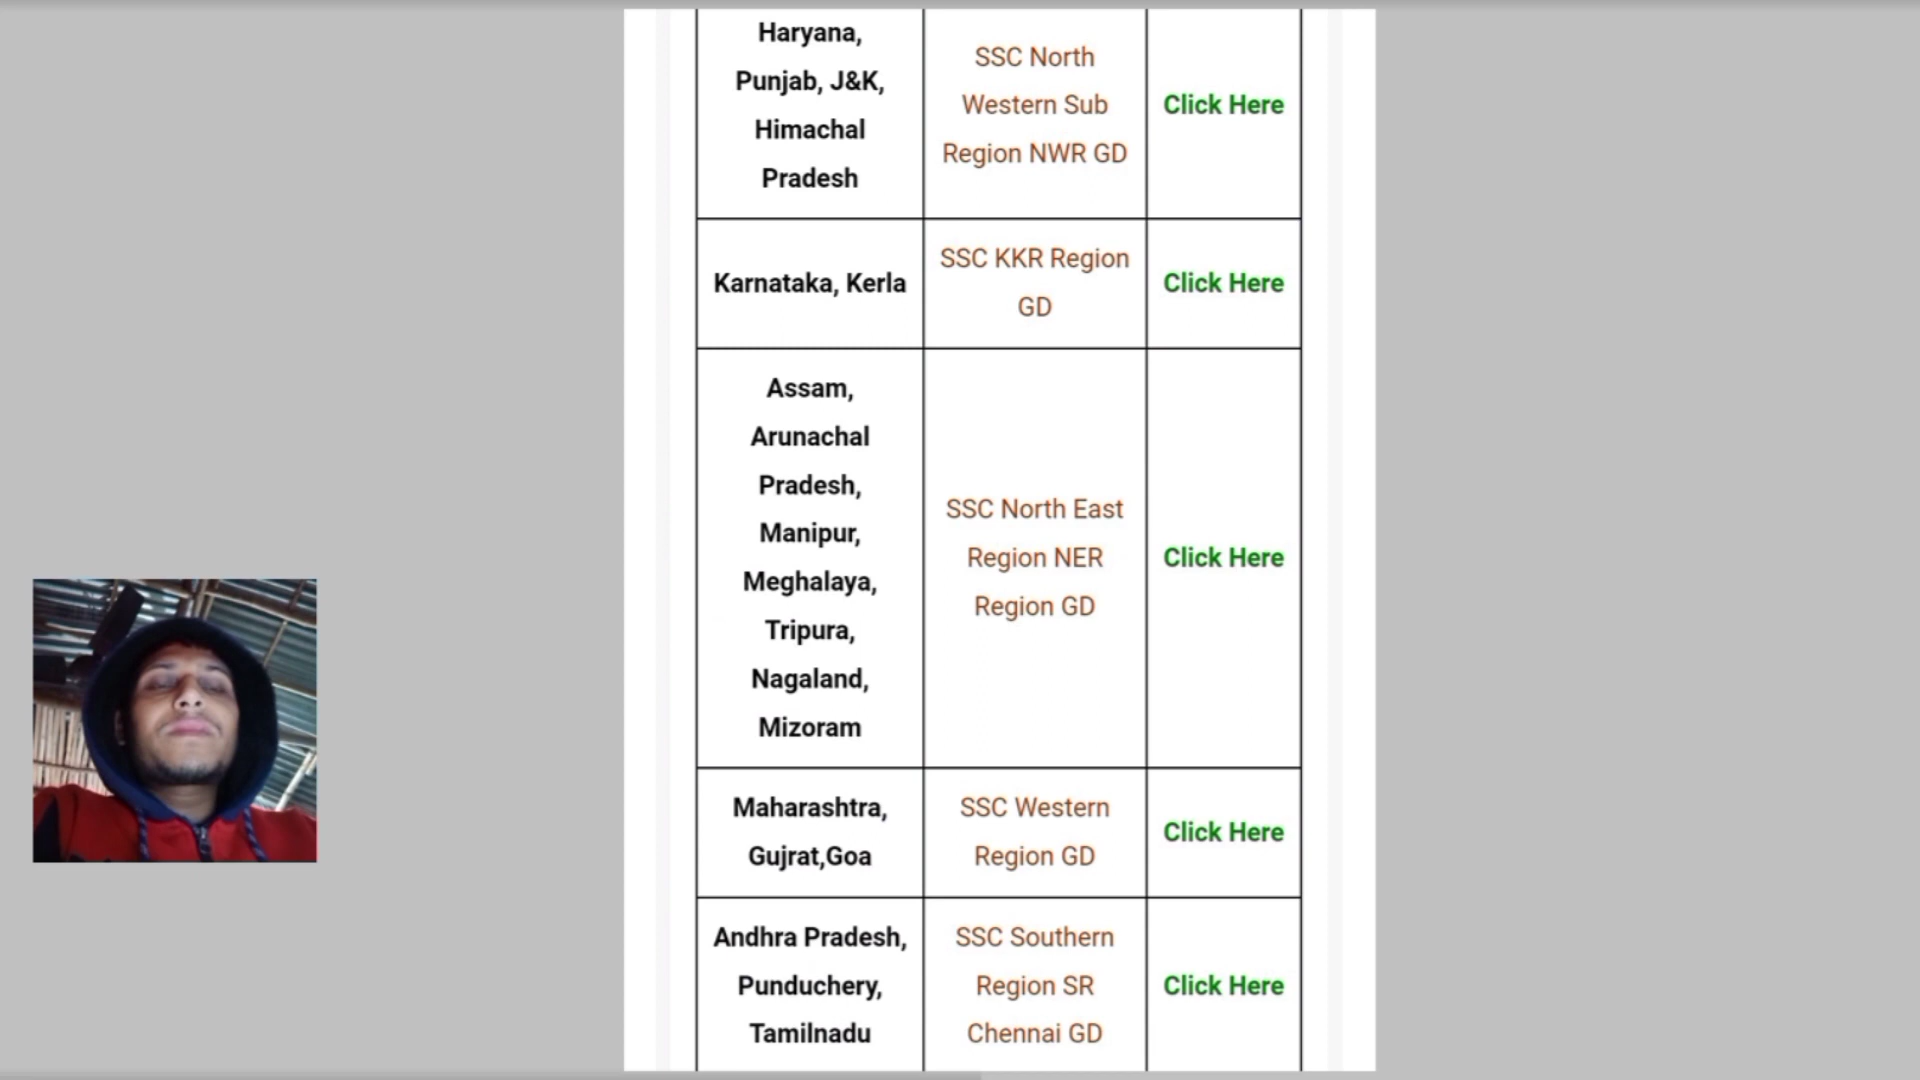 Haryana,
Punjab, J&K,
Himachal
Pradesh
SSC North
Western Sub
Region NWR GD
Click Here
Karnataka, Kerla
SSC KKR Region
GD
Click Here
Assam,
Arunachal
Pradesh,
Manipur,
Meghalaya,
Tripura,
Nagaland,
Mizoram
SSC North East
Region NER
Region GD
Click Here
Maharashtra,
Gujrat,Goa
SSC Western
Region GD
Click Here
Andhra Pradesh,
Punduchery,
Tamilnadu
SSC Southern
Region SR
Chennai GD
Click Here